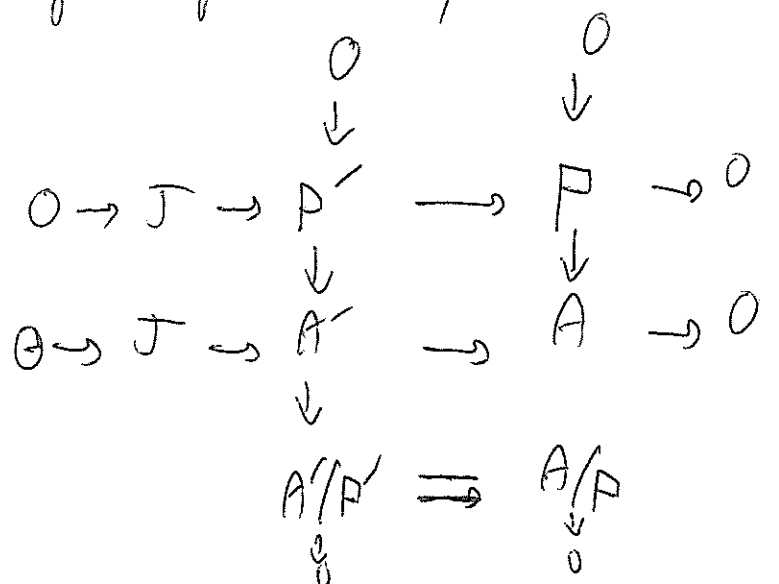 0 0
↓ ↓
0 → J → P′ → P → 0
↓ ↓
0 → J → A′ → A → 0
↓
A′/P′ ⇒ A/P
↓ ↓
0 0